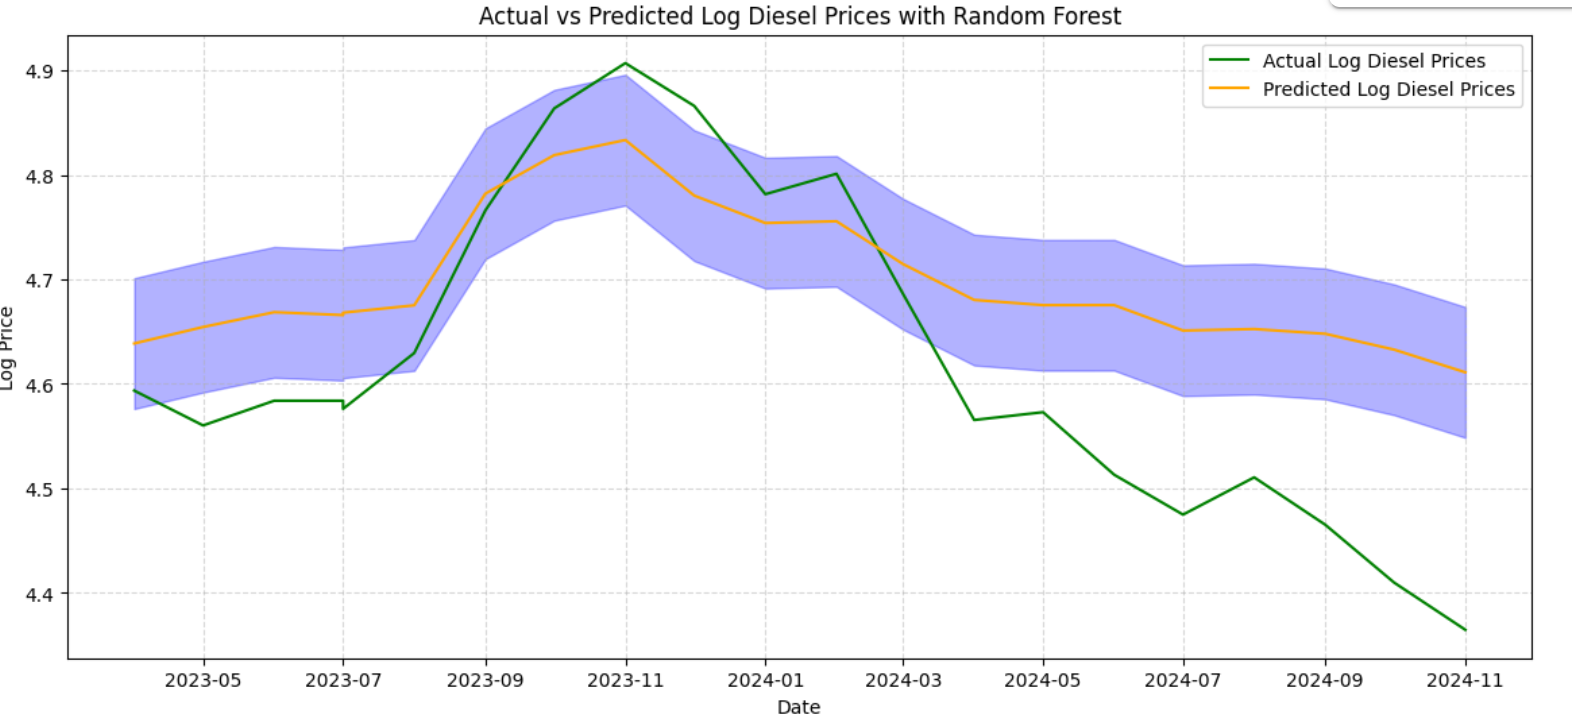 Actual vs Predicted Log Diesel Prices with Random Forest
Actual Log Diesel Prices
Predicted Log Diesel Prices
4.9
4.8
4.7
4.6
4.5
4.4
Log Price
2023-05 2023-07 2023-09 2023-11 2024-01 2024-03 2024-05 2024-07 2024-09 2024-11
Date